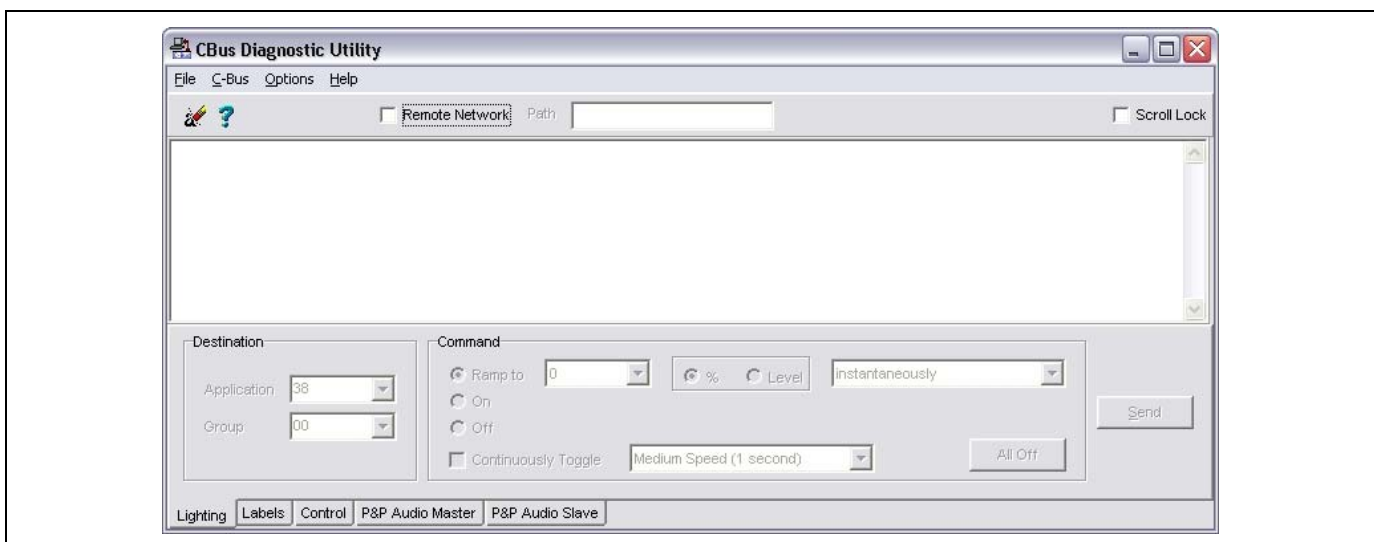 CBus Diagnostic Utility
File C-Bus Options Help
? Remote Network Path Scroll Lock
Destination
Application 38
Group 00
Command
Ramp to 0 % Level instantaneously
On
Off
Continuously Toggle Medium Speed (1 second)
All Off
Send
Lighting Labels Control P&P Audio Master P&P Audio Slave